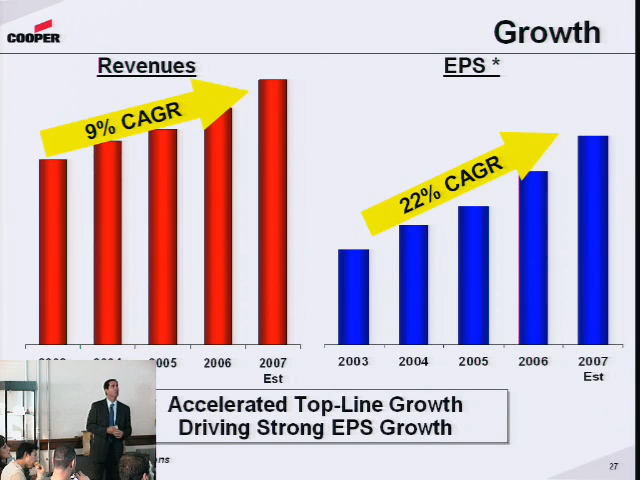 COOPER
Growth
Revenues
EPS *
9% CAGR
22% CAGR
2005 2006 2007
Est
2003 2004 2005 2006 2007
Est
Accelerated Top-Line Growth
Driving Strong EPS Growth
27